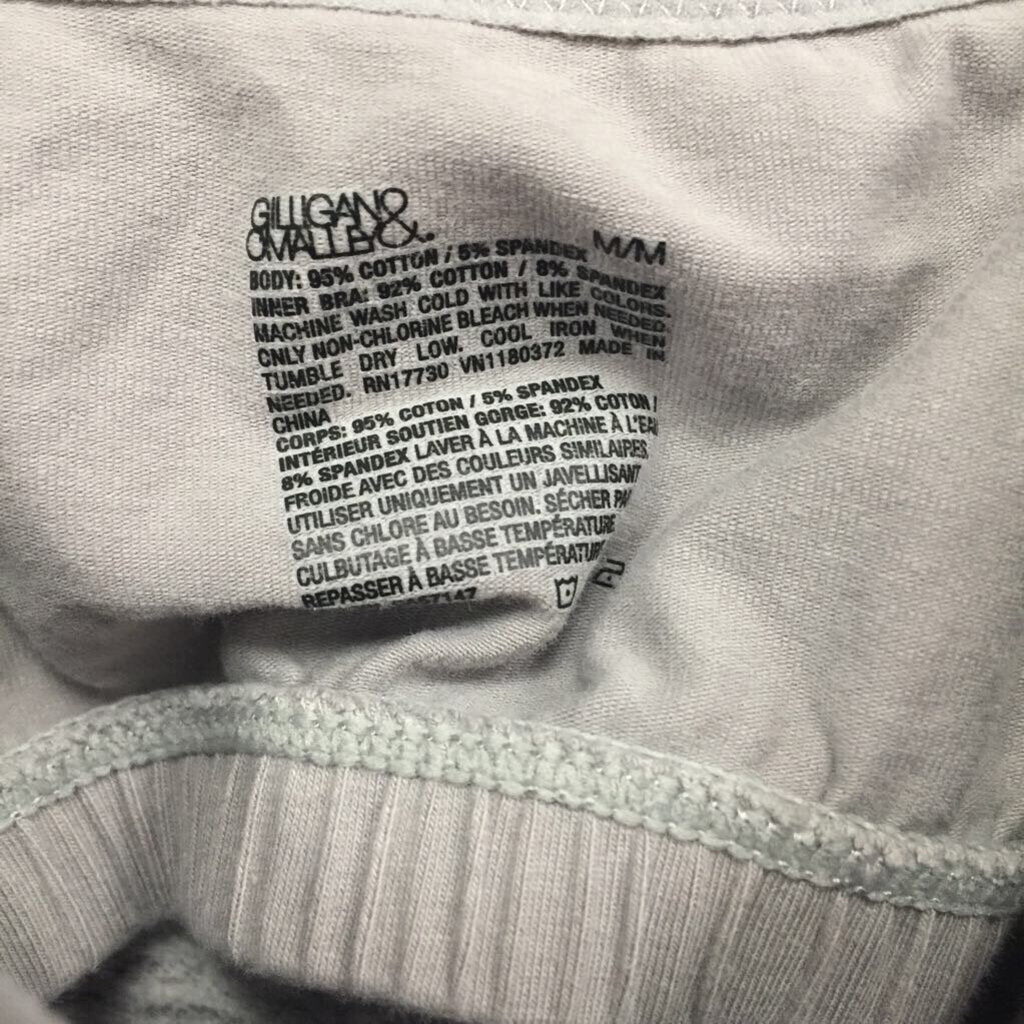 GILLIGAN &
O'MALLEY
M/M
BODY: 95% COTTON / 5% SPANDEX
INNER BRA: 92% COTTON / 8% SPANDEX
MACHINE WASH COLD WITH LIKE COLORS.
ONLY NON-CHLORINE BLEACH WHEN NEEDED.
TUMBLE DRY LOW. COOL IRON WHEN
NEEDED. RN17730 VN1180372 MADE IN
CHINA
CORPS: 95% COTON / 5% SPANDEX
INTÉRIEUR SOUTIEN GORGE: 92% COTON /
8% SPANDEX LAVER À LA MACHINE À L'EAU
FROIDE AVEC DES COULEURS SIMILAIRES.
UTILISER UNIQUEMENT UN JAVELLISANT
SANS CHLORE AU BESOIN. SÉCHER PA
CULBUTAGE À BASSE TEMPÉRATURE
REPASSER À BASSE TEMPÉRATUR